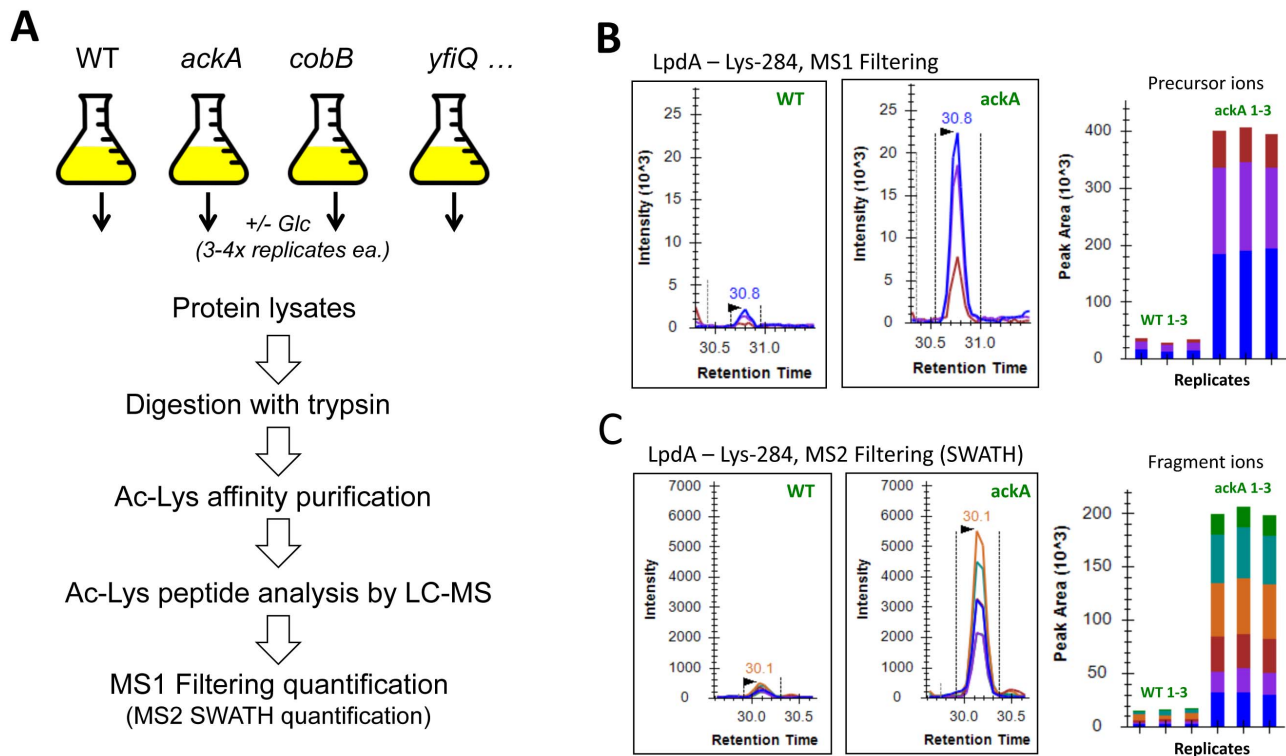 A
WT ackA cobB yfiQ ...
+/- Glc
(3-4x replicates ea.)
Protein lysates
Digestion with trypsin
Ac-Lys affinity purification
Ac-Lys peptide analysis by LC-MS
MS1 Filtering quantification
(MS2 SWATH quantification)
B
LpdA – Lys-284, MS1 Filtering
WT
Intensity (10^3)
25
20
15
10
5
0
30.8
30.5 31.0
Retention Time
ackA
Intensity (10^3)
25
20
15
10
5
0
30.8
30.5 31.0
Retention Time
Precursor ions
ackA 1-3
Peak Area (10^3)
400
300
200
100
0
WT 1-3
Replicates
C
LpdA – Lys-284, MS2 Filtering (SWATH)
WT
Intensity
7000
6000
5000
4000
3000
2000
1000
0
30.1
30.0 30.5
Retention Time
ackA
Intensity
7000
6000
5000
4000
3000
2000
1000
0
30.1
30.0 30.5
Retention Time
Fragment ions
ackA 1-3
Peak Area (10^3)
200
150
100
50
0
WT 1-3
Replicates